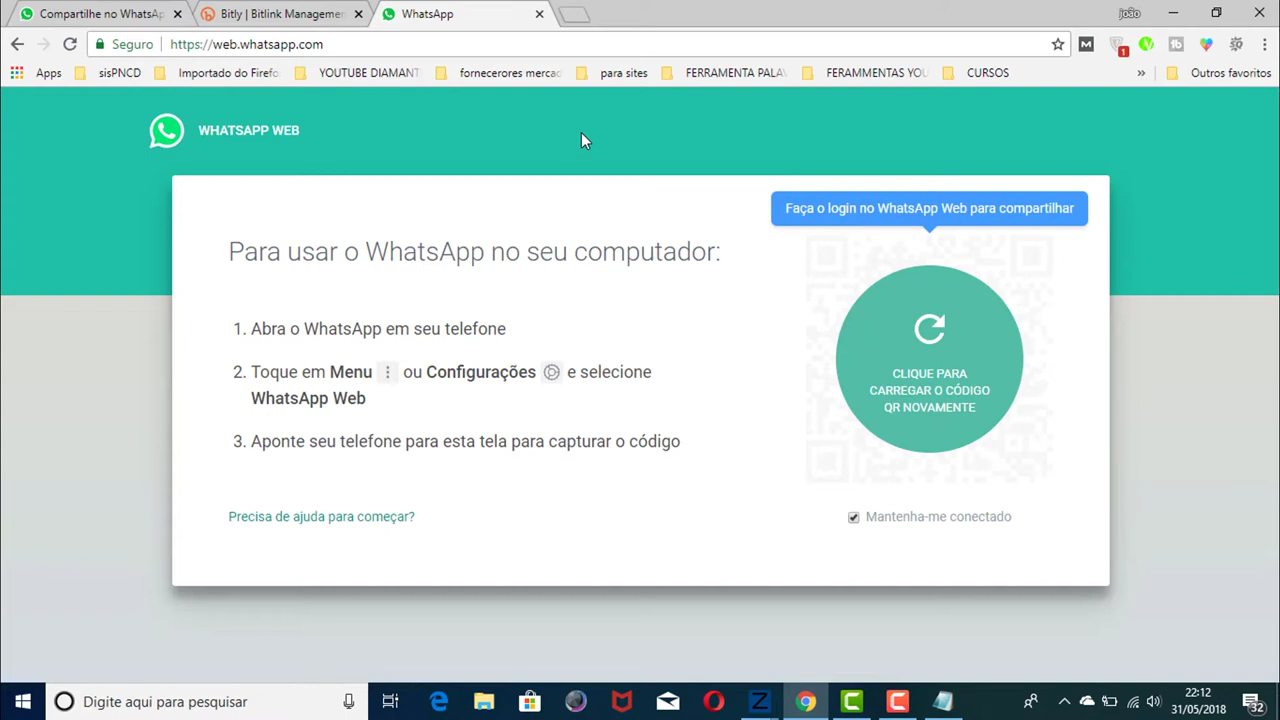 Compartilhe no WhatsAp
Bitly | Bitlink Managemen
WhatsApp
joão
Seguro
https://web.whatsapp.com
M
1
Apps
sisPNCD
Importado do Firefo
YOUTUBE DIAMANT
fornecerores mercad
para sites
FERRAMENTA PALAV
FERAMMENTAS YOU
CURSOS
»
Outros favoritos
WHATSAPP WEB
Faça o login no WhatsApp Web para compartilhar
Para usar o WhatsApp no seu computador:
1. Abra o WhatsApp em seu telefone
2. Toque em Menu ou Configurações e selecione
WhatsApp Web
3. Aponte seu telefone para esta tela para capturar o código
CLIQUE PARA
CARREGAR O CÓDIGO
QR NOVAMENTE
Precisa de ajuda para começar?
Mantenha-me conectado
Digite aqui para pesquisar
22:12
31/05/2018
32